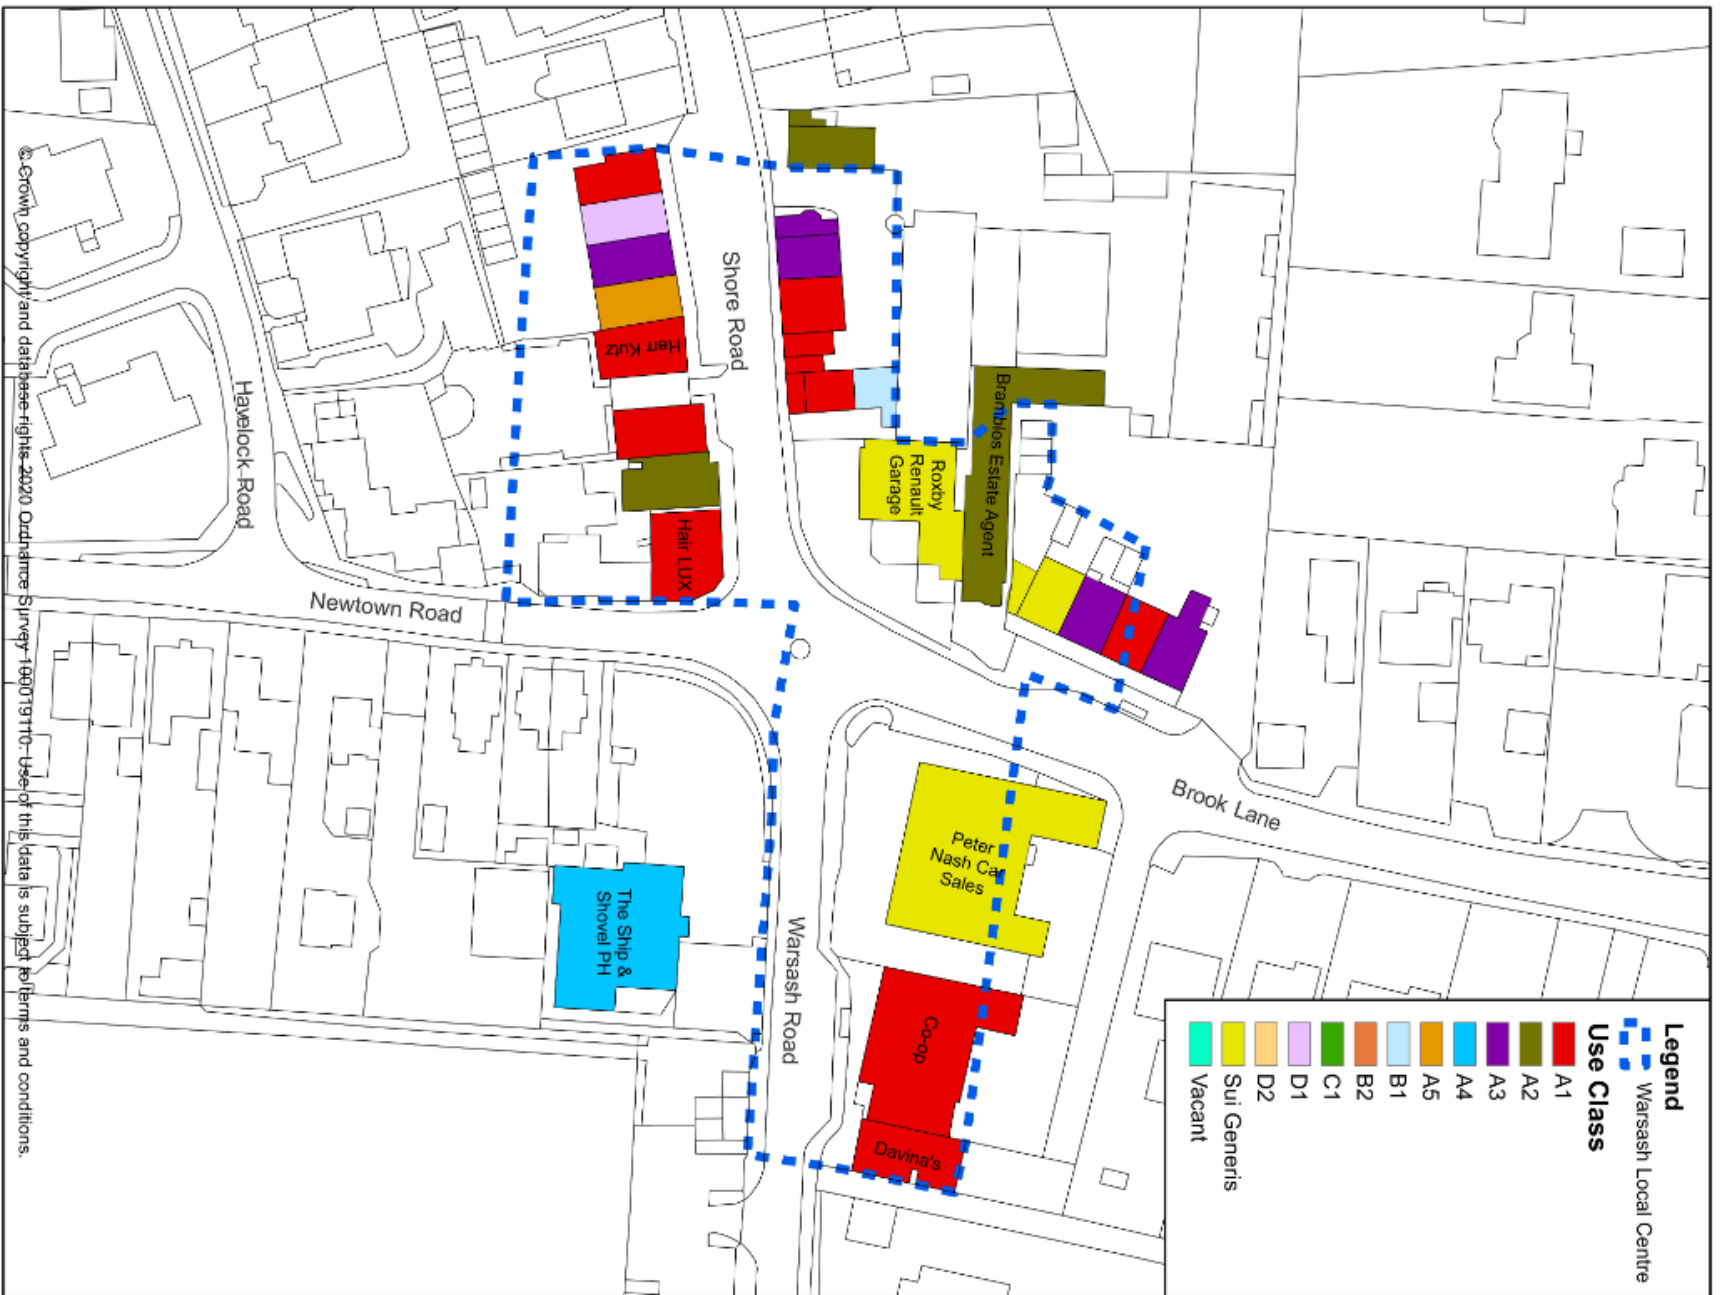 Legend
Warsash Local Centre
Use Class
A1
A2
A3
A4
A5
B1
B2
C1
D1
D2
Sui Generis
Vacant
Shore Road
Herr Kutz
Hair LUX
Havelock Road
Newtown Road
Brambles Estate Agent
Roxby
Renault
Garage
Brook Lane
Peter
Nash Car
Sales
The Ship &
Shovel PH
Warsash Road
Co-op
Davina's
© Crown copyright and database rights 2020 Ordnance Survey 100019110. Use of this data is subject to terms and conditions.